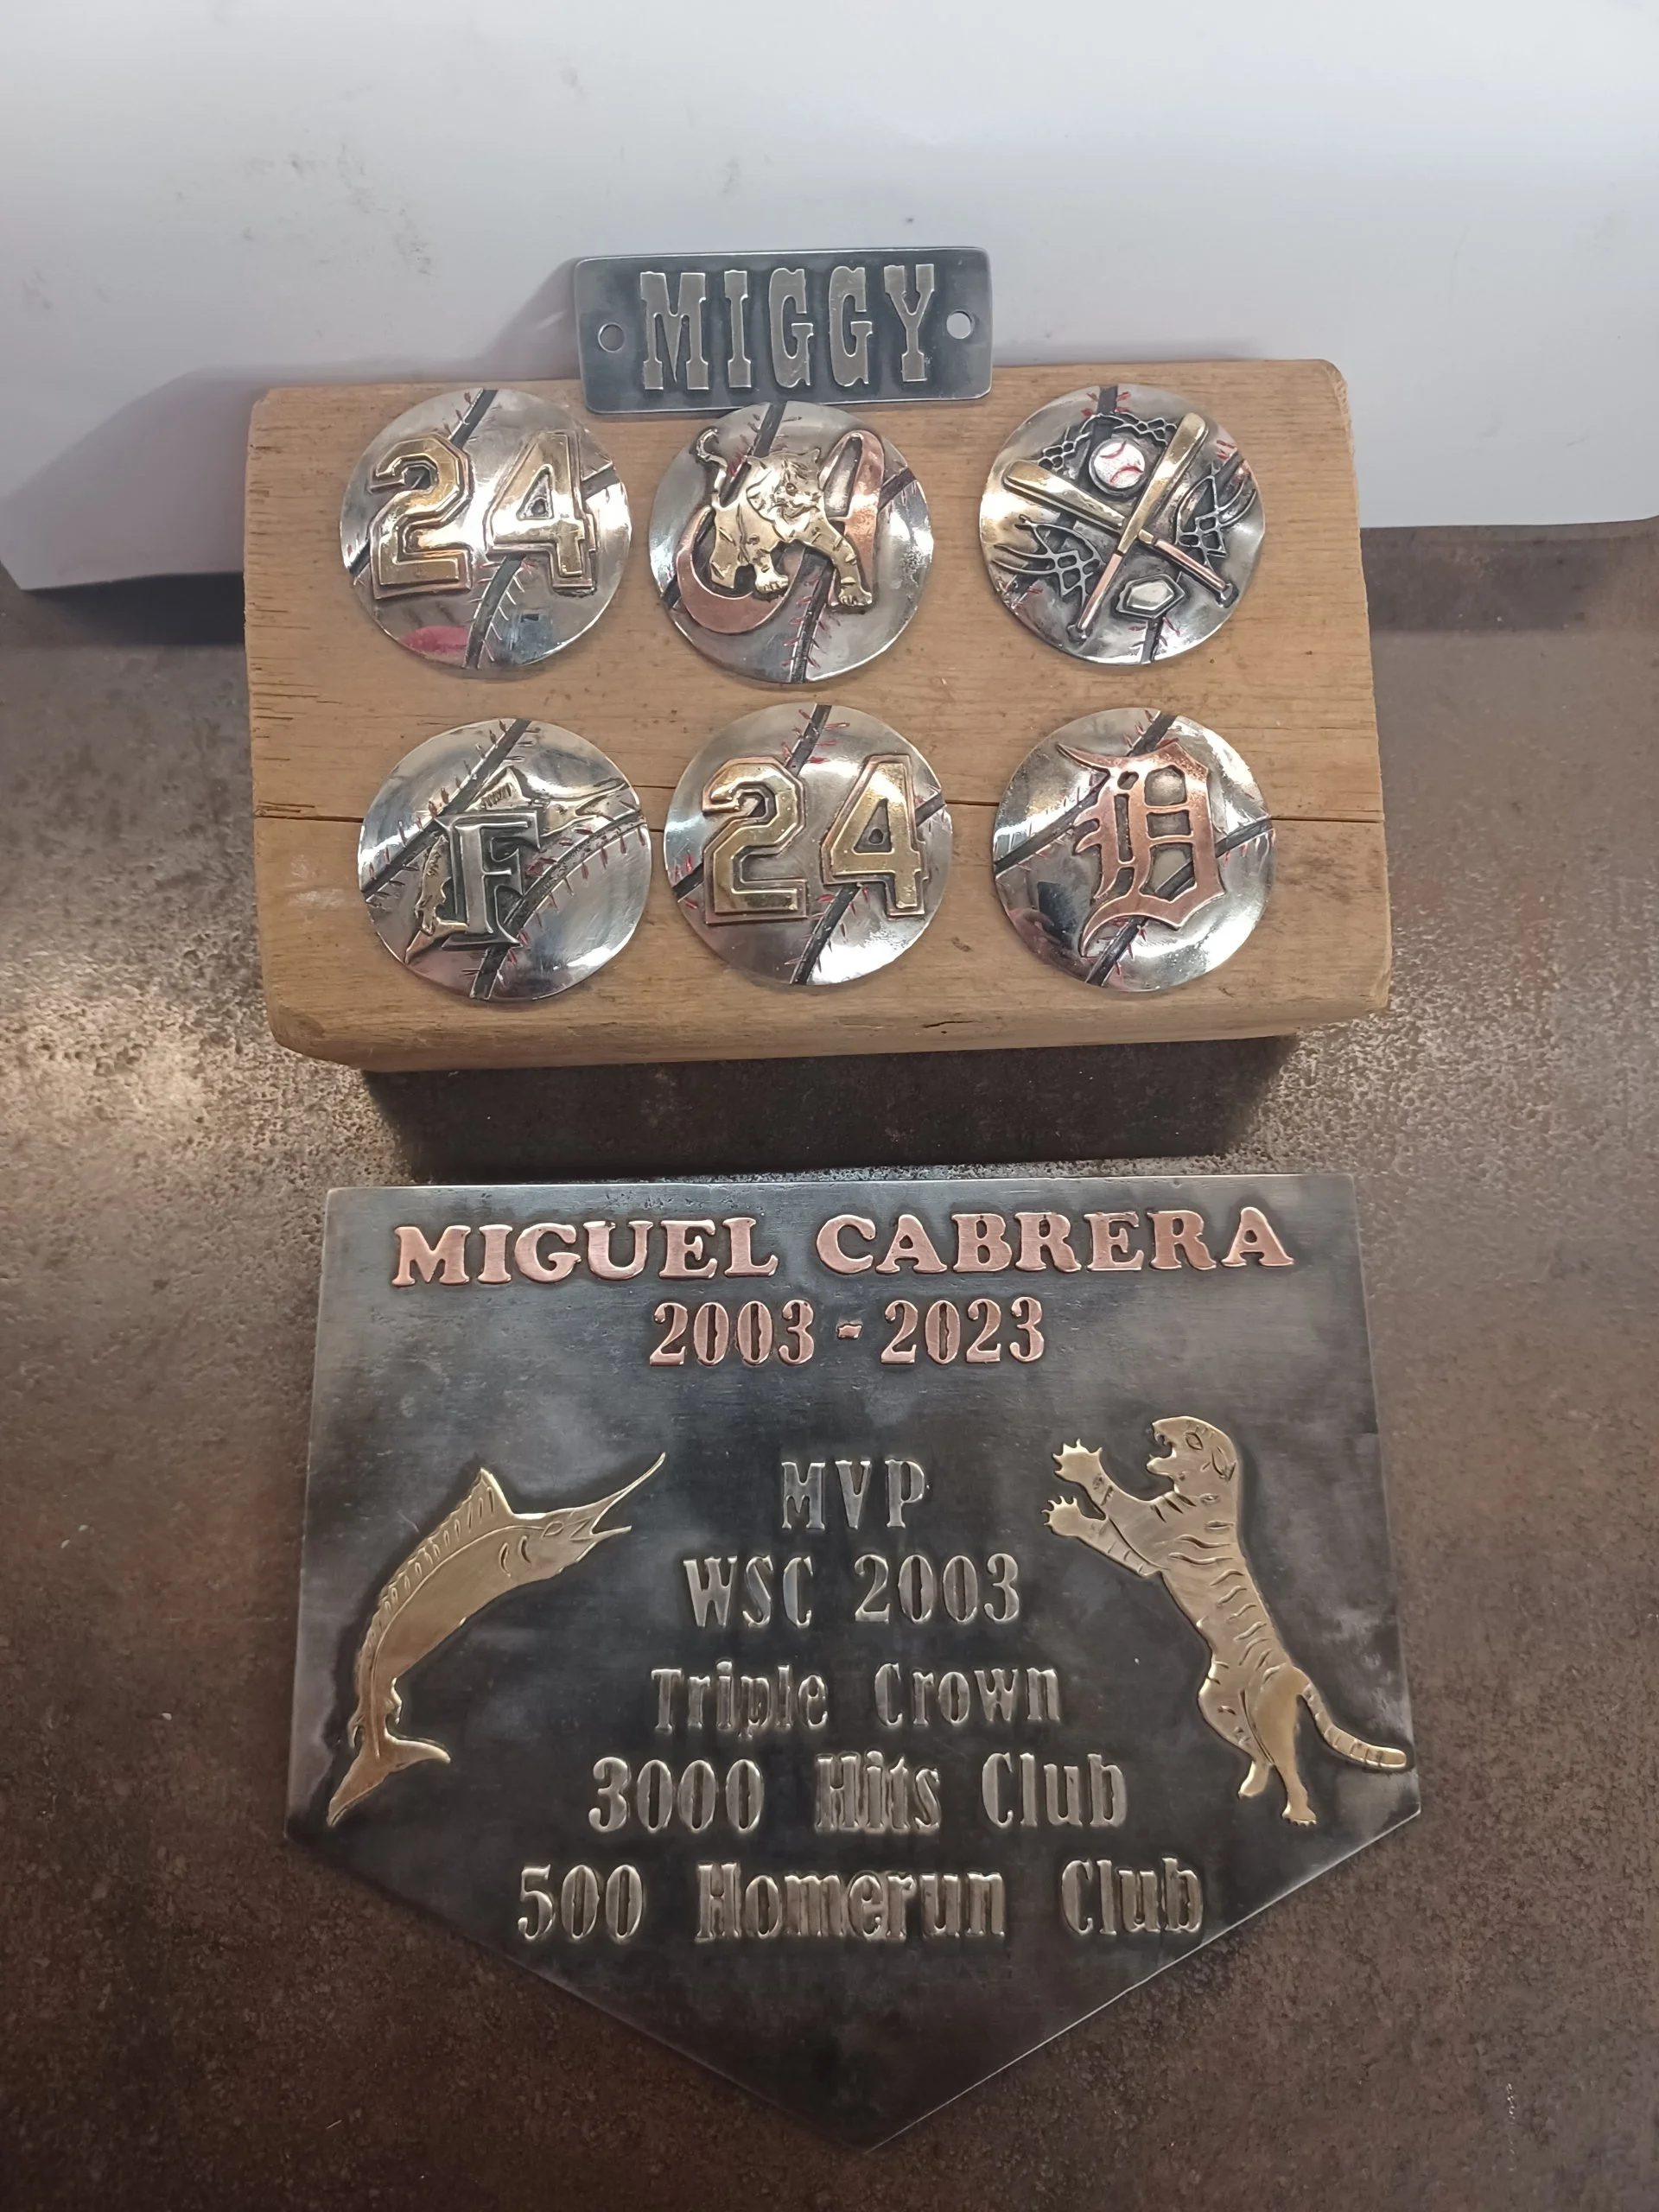 MIGGY
24
F
24
D
MIGUEL CABRERA
2003-2023
MVP
WSC 2003
Triple Crown
3000 Hits Club
500 Homerun Club